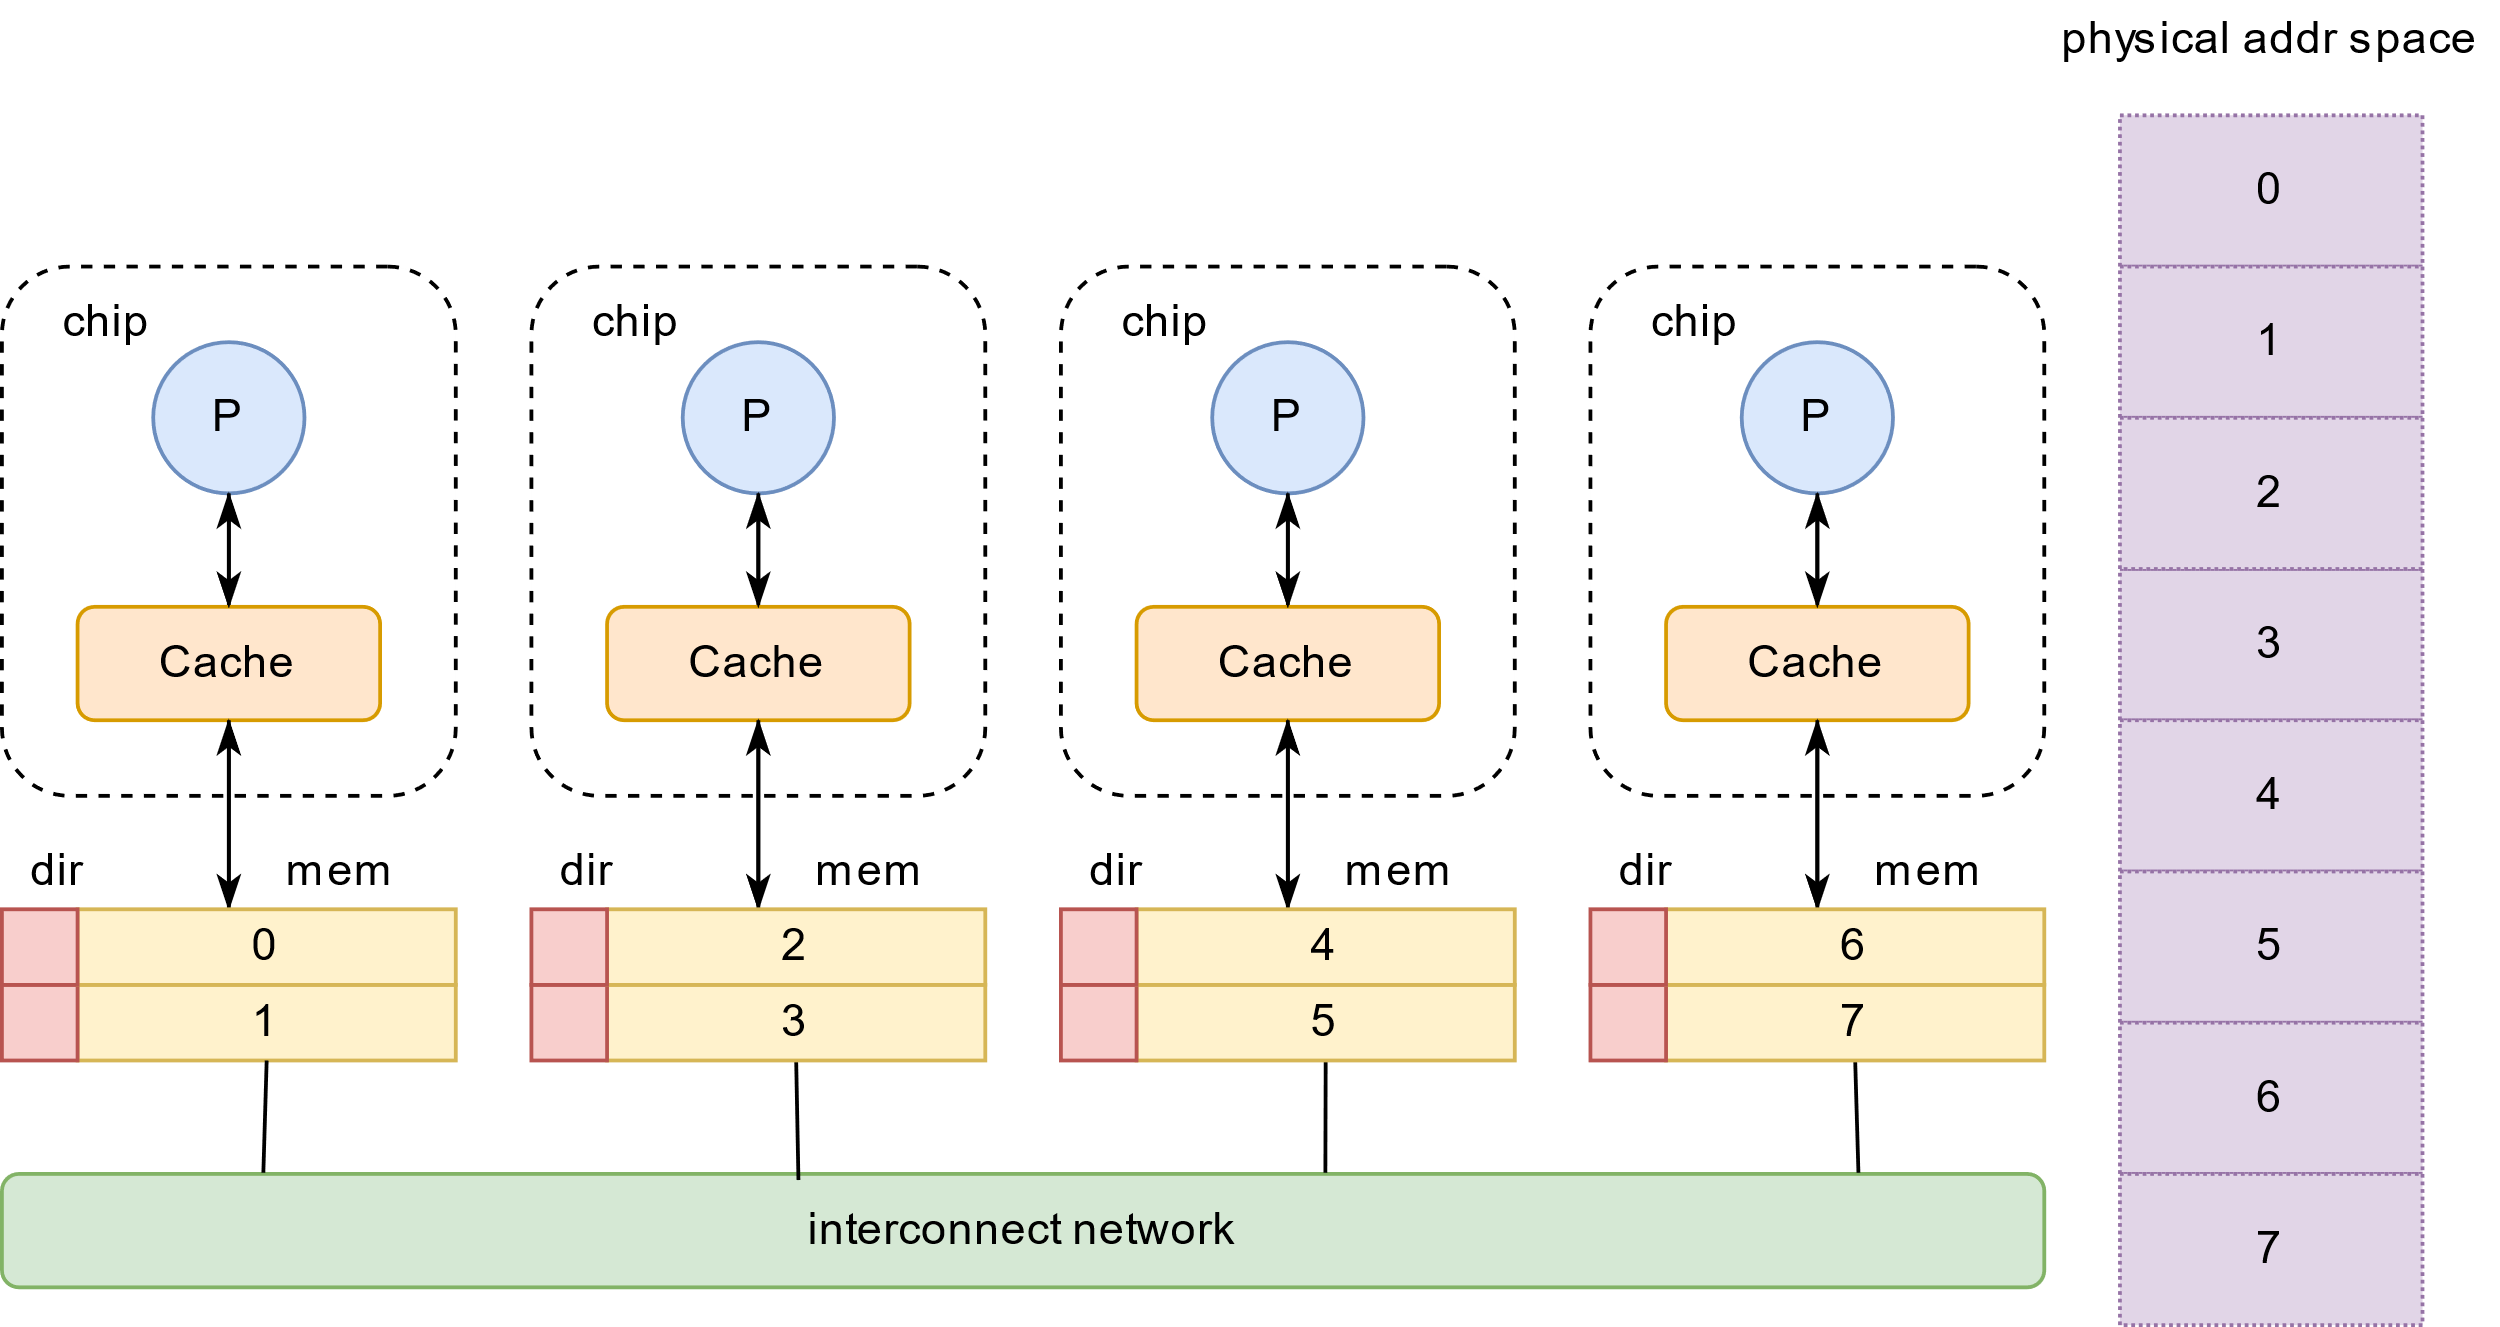 physical addr space
0
1
2
3
4
5
6
7
chip
P
Cache
dir
mem
0
1
chip
P
Cache
dir
mem
2
3
chip
P
Cache
dir
mem
4
5
chip
P
Cache
dir
mem
6
7
interconnect network